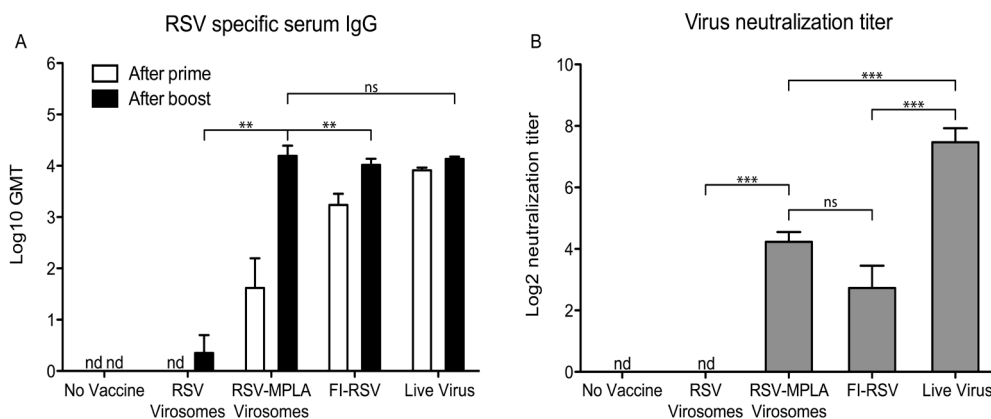 A
RSV specific serum IgG
After prime
After boost
Log10 GMT
6
5
4
3
2
1
0
ns
** **
nd nd nd
No Vaccine RSV Virosomes RSV-MPLA Virosomes FI-RSV Live Virus
B
Virus neutralization titer
Log2 neutralization titer
10
8
6
4
2
0
***
***
***
ns
nd nd
No Vaccine RSV Virosomes RSV-MPLA Virosomes FI-RSV Live Virus